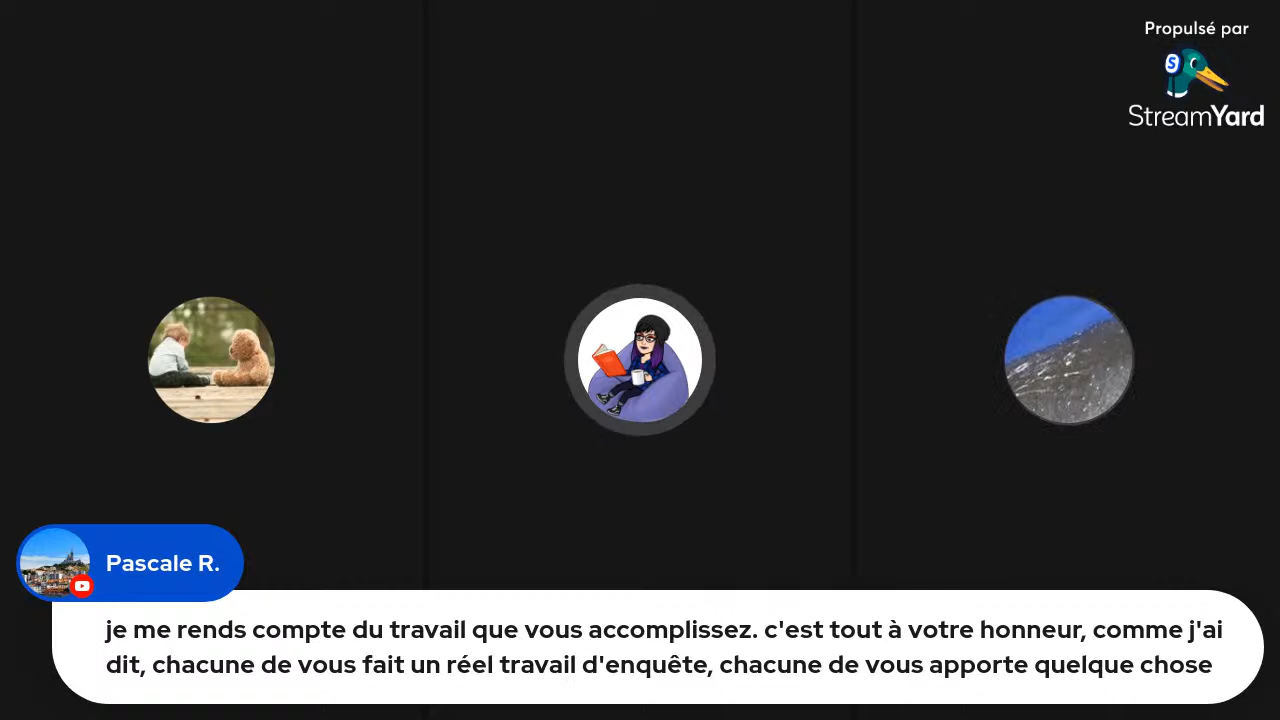 Propulsé par
S
StreamYard
Pascale R.
je me rends compte du travail que vous accomplissez. c'est tout à votre honneur, comme j'ai
dit, chacune de vous fait un réel travail d'enquête, chacune de vous apporte quelque chose